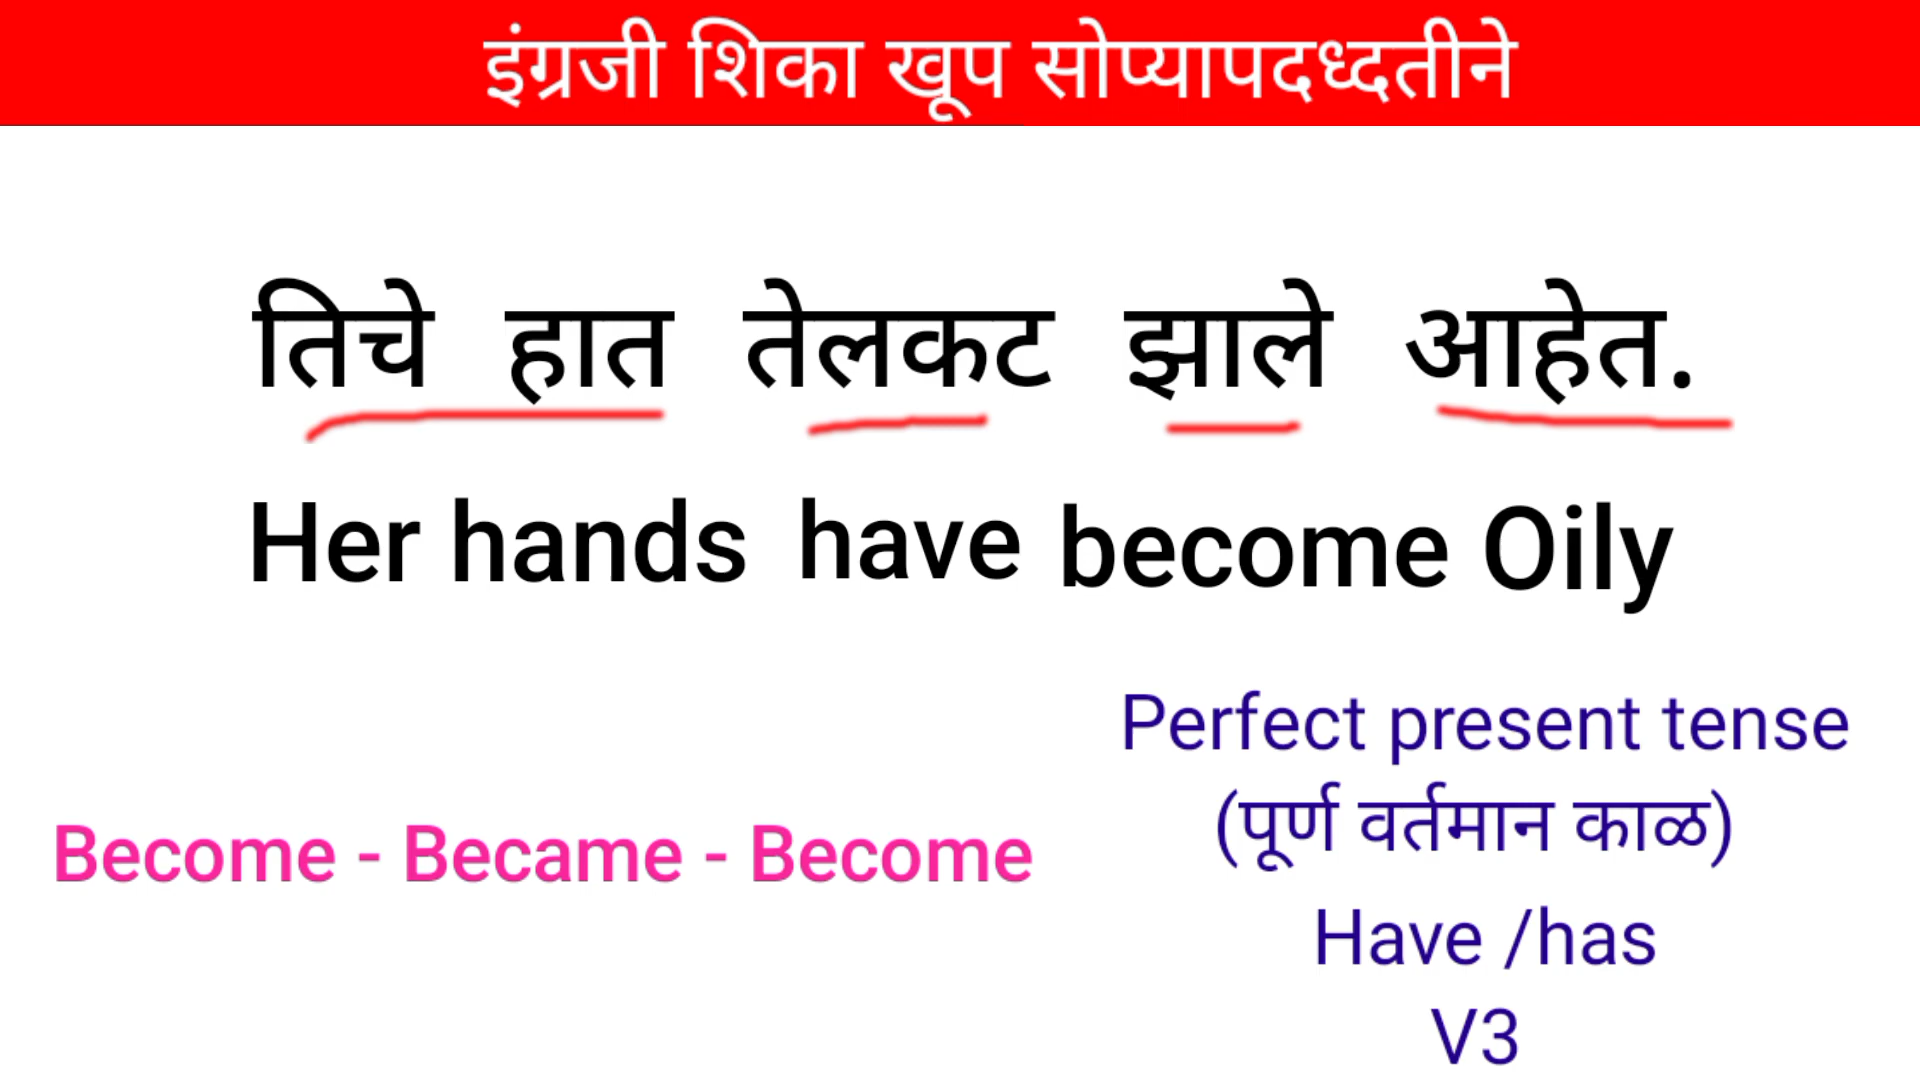 इंग्रजी शिका खूप सोप्यापदध्दतीने
तिचे हात तेलकट झाले आहेत.
Her hands have become Oily
Become - Became - Become
Perfect present tense
(पूर्ण वर्तमान काळ)
Have /has
V3